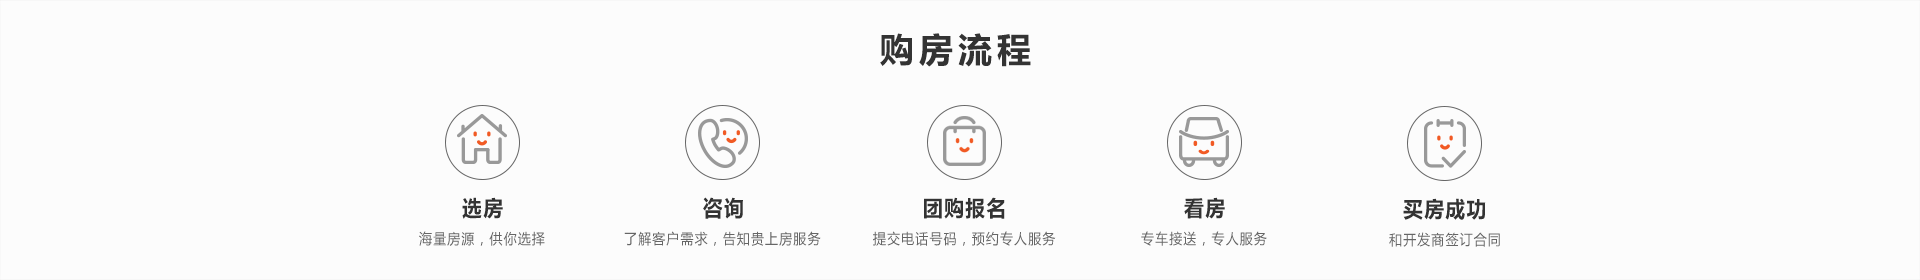 购房流程
选房
海量房源，供你选择
咨询
了解客户需求，告知贵上房服务
团购报名
提交电话号码，预约专人服务
看房
专车接送，专人服务
买房成功
和开发商签订合同